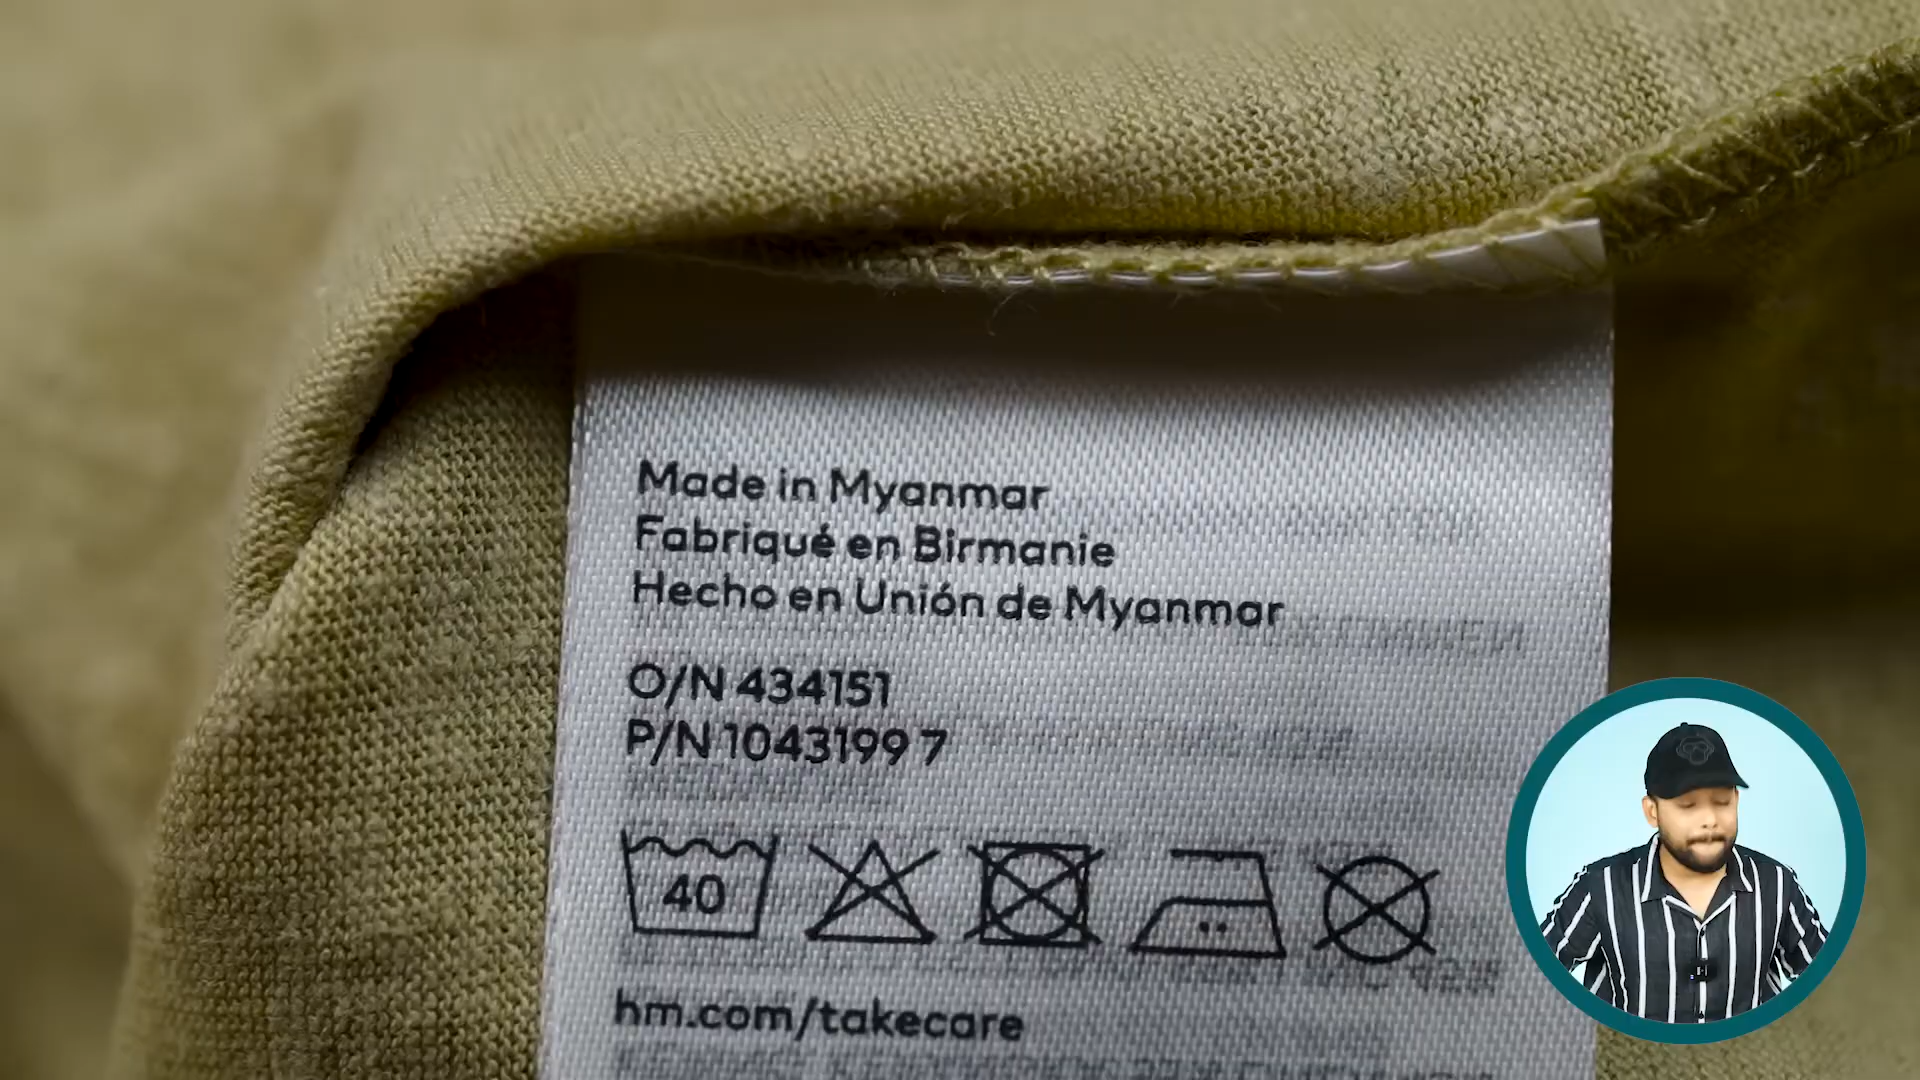 Made in Myanmar
Fabriqué en Birmanie
Hecho en Unión de Myanmar
O/N 434151
P/N 1043199 7
40
hm.com/takecare